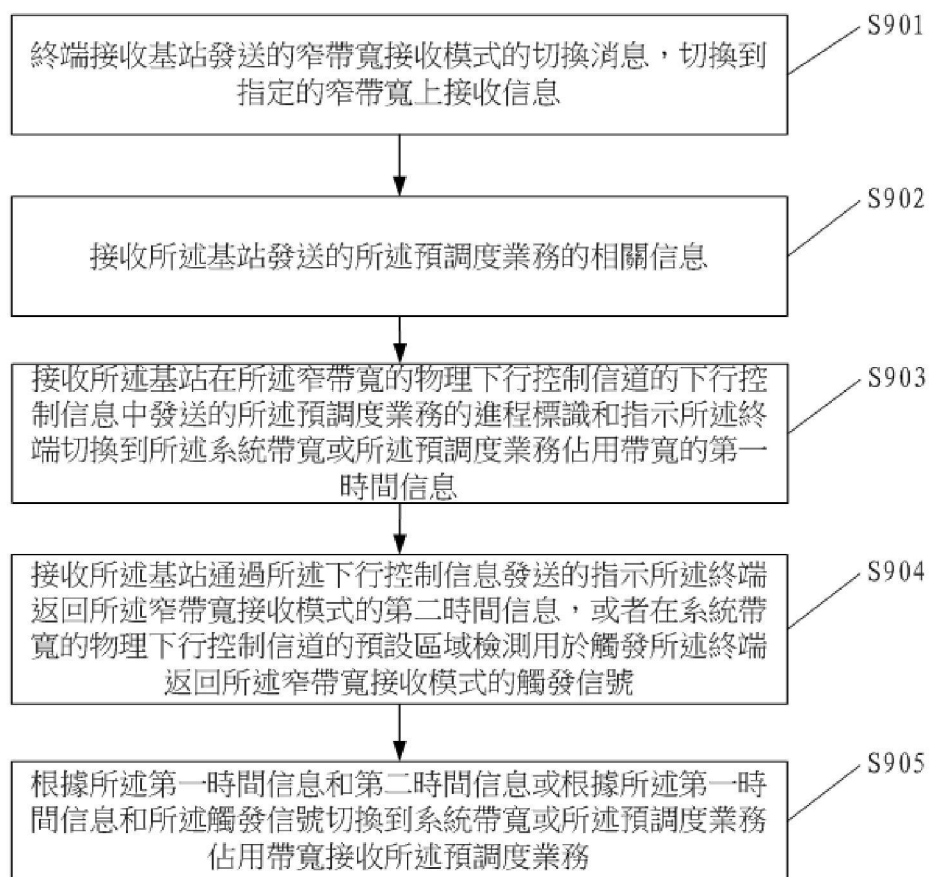 終端接收基站發送的窄帶寬接收模式的切換消息，切換到
指定的窄帶寬上接收信息
S901
接收所述基站發送的所述預調度業務的相關信息
S902
接收所述基站在所述窄帶寬的物理下行控制信道的下行控
制信息中發送的所述預調度業務的進程標識和指示所述終
端切換到所述系統帶寬或所述預調度業務佔用帶寬的第一
時間信息
S903
接收所述基站通過所述下行控制信息發送的指示所述終端
返回所述窄帶寬接收模式的第二時間信息，或者在系統帶
寬的物理下行控制信道的預設區域檢測用於觸發所述終端
返回所述窄帶寬接收模式的觸發信號
S904
根據所述第一時間信息和第二時間信息或根據所述第一時
間信息和所述觸發信號切換到系統帶寬或所述預調度業務
佔用帶寬接收所述預調度業務
S905